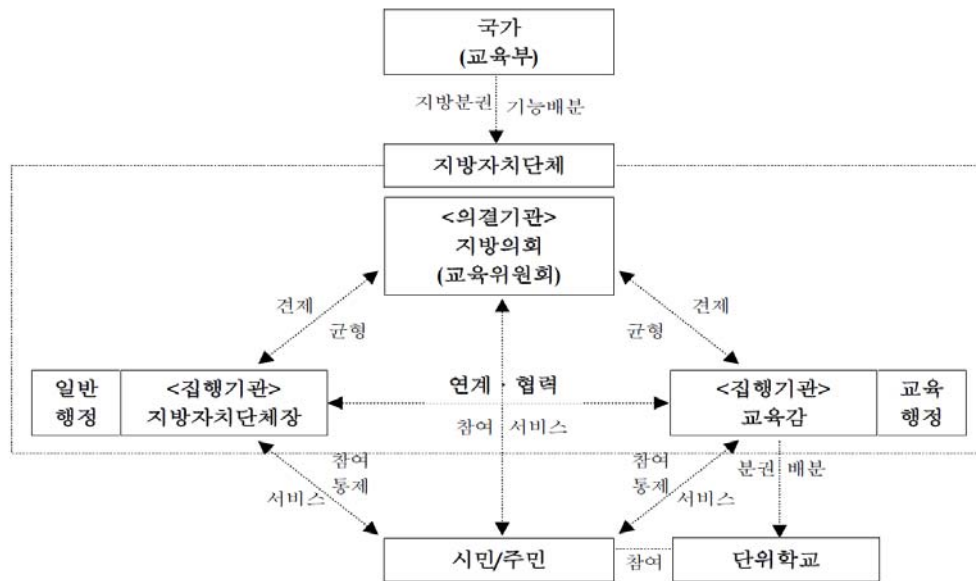 국가
(교육부)
지방분권 기능배분
지방자치단체
<의결기관>
지방의회
(교육위원회)
견제
균형
견제
균형
일반
행정
<집행기관>
지방자치단체장
연계 · 협력
참여 서비스
<집행기관>
교육감
교육
행정
참여
통제
서비스
참여
통제
서비스
분권 배분
시민/주민
참여
단위학교